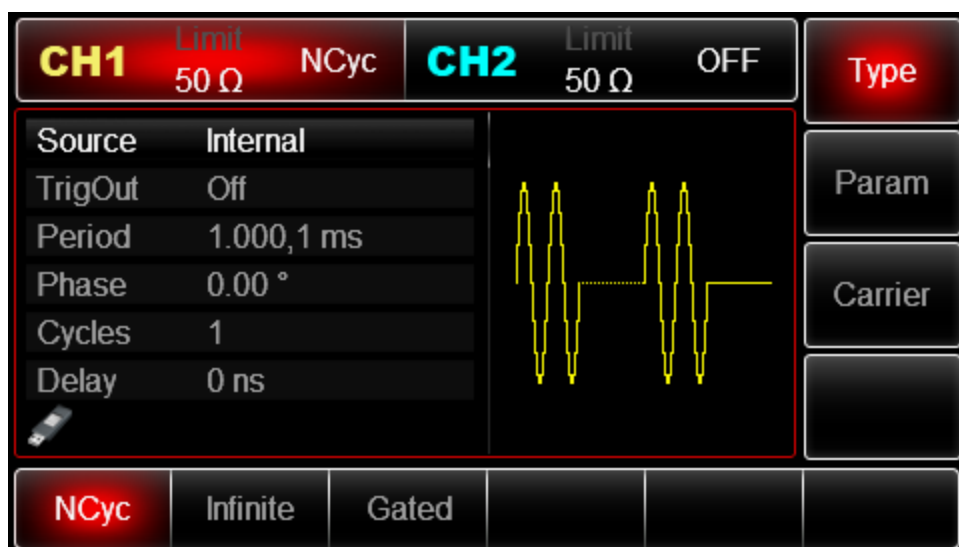 CH1 Limit 50 Ω NCyc CH2 Limit 50 Ω OFF Type
Source Internal
TrigOut Off
Param
Period 1.000,1 ms
Phase 0.00 °
Carrier
Cycles 1
Delay 0 ns
NCyc Infinite Gated